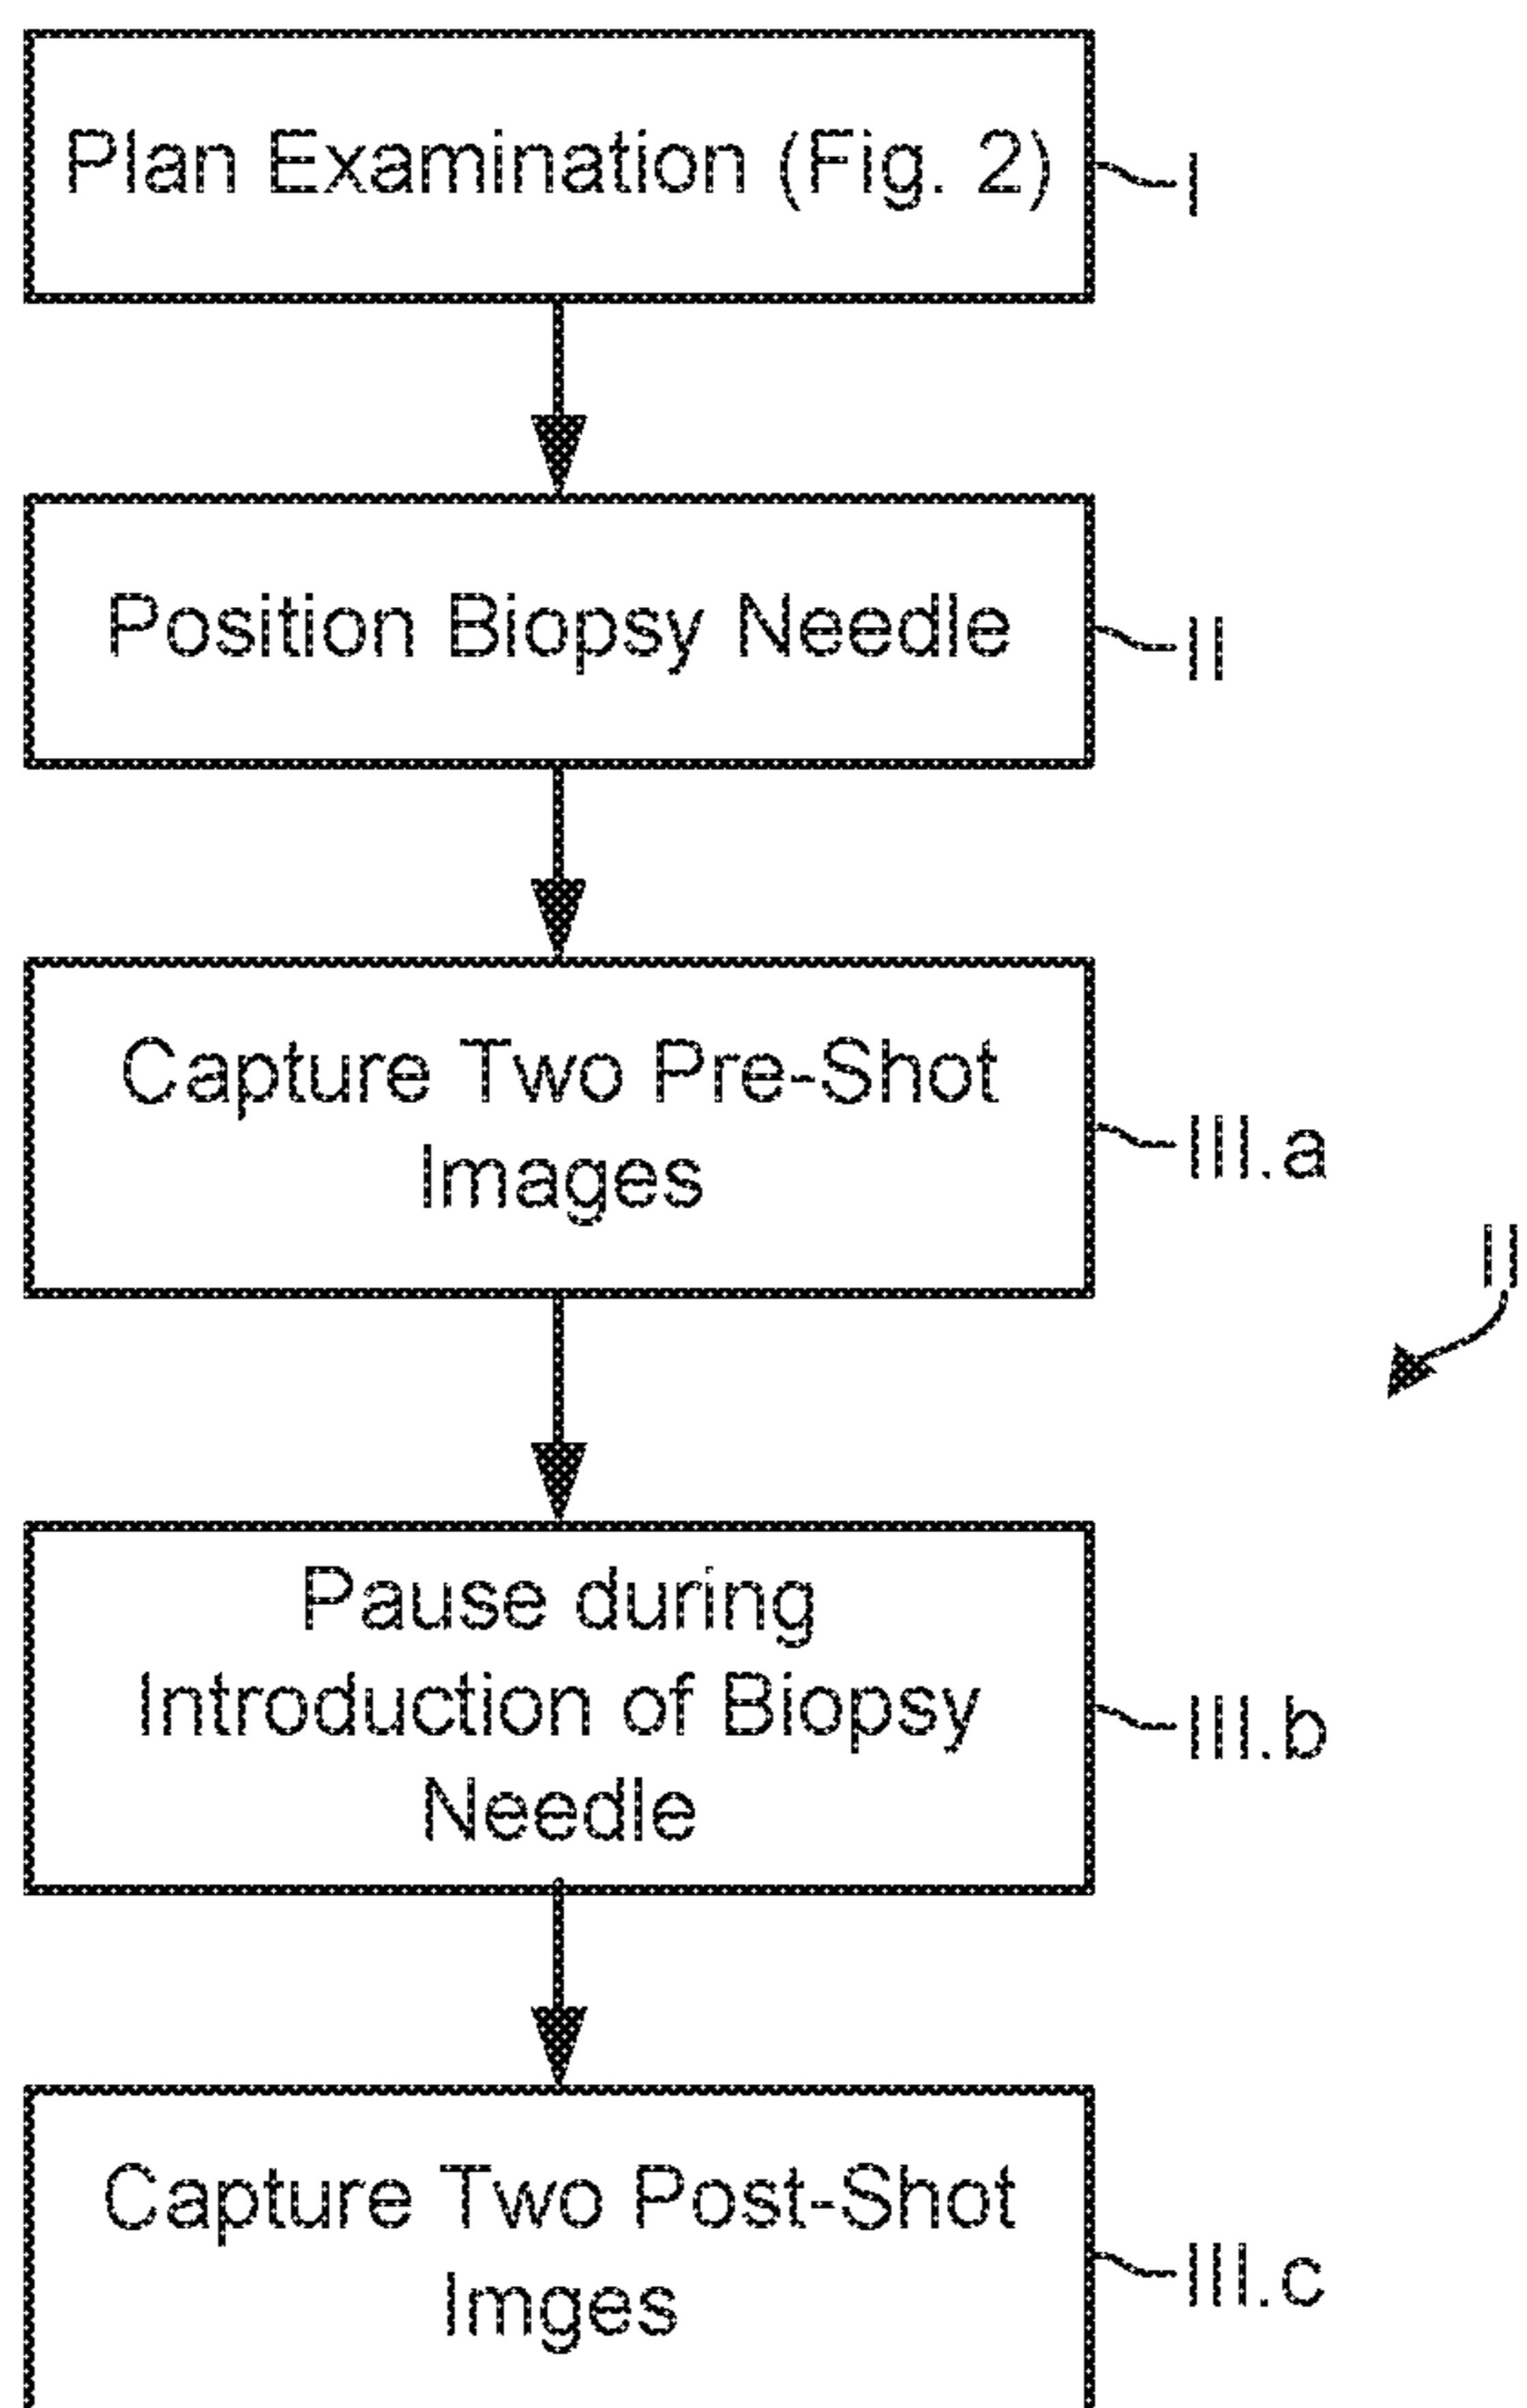 Plan Examination (Fig. 2)
I
Position Biopsy Needle
II
Capture Two Pre-Shot
Images
III.a
Pause during
Introduction of Biopsy
Needle
III.b
Capture Two Post-Shot
Imges
III.c